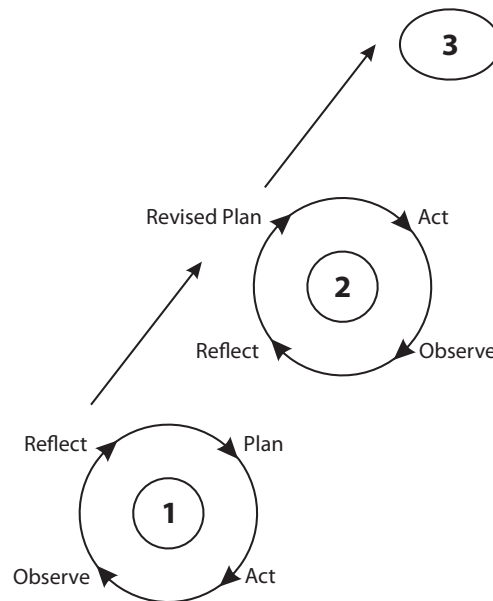 3
Revised Plan
Act
2
Reflect
Observe
Reflect
Plan
1
Observe
Act